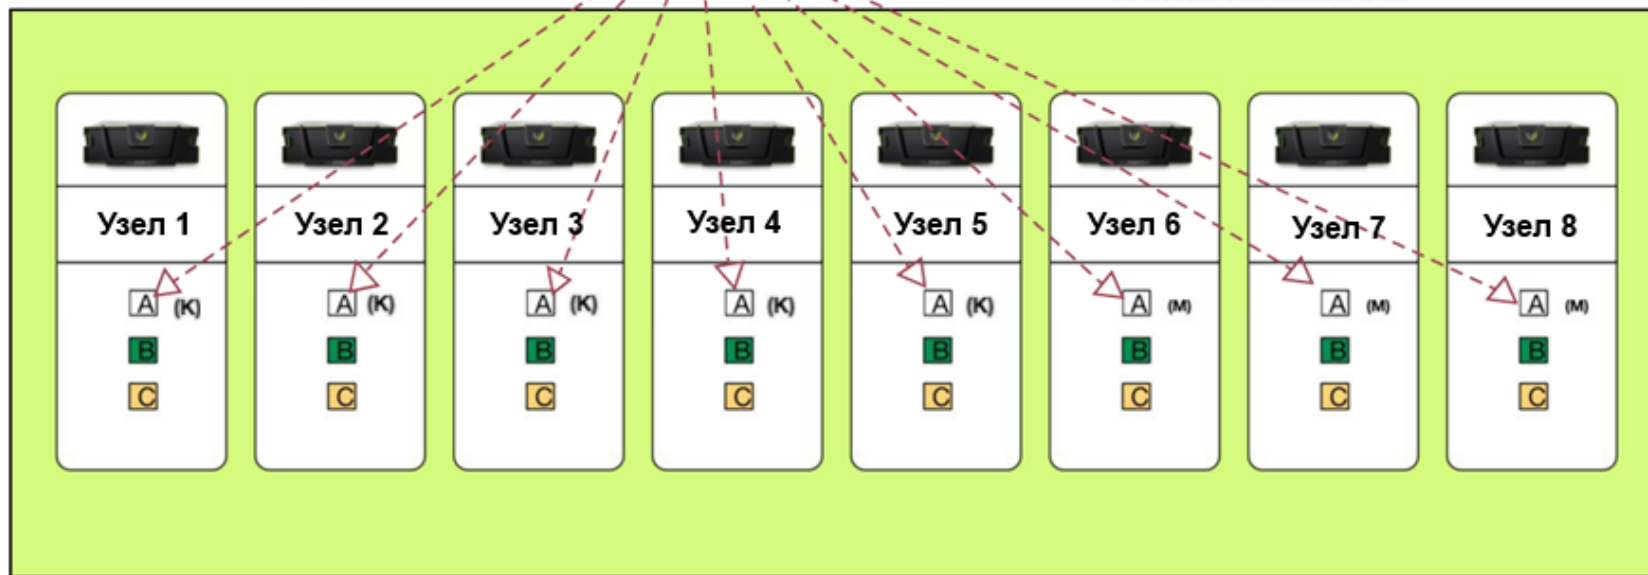 Узел 1 Узел 2 Узел 3 Узел 4 Узел 5 Узел 6 Узел 7 Узел 8
A (K) A (K) A (K) A (K) A (K) A (M) A (M) A (M)
B B B B B B B B
C C C C C C C C